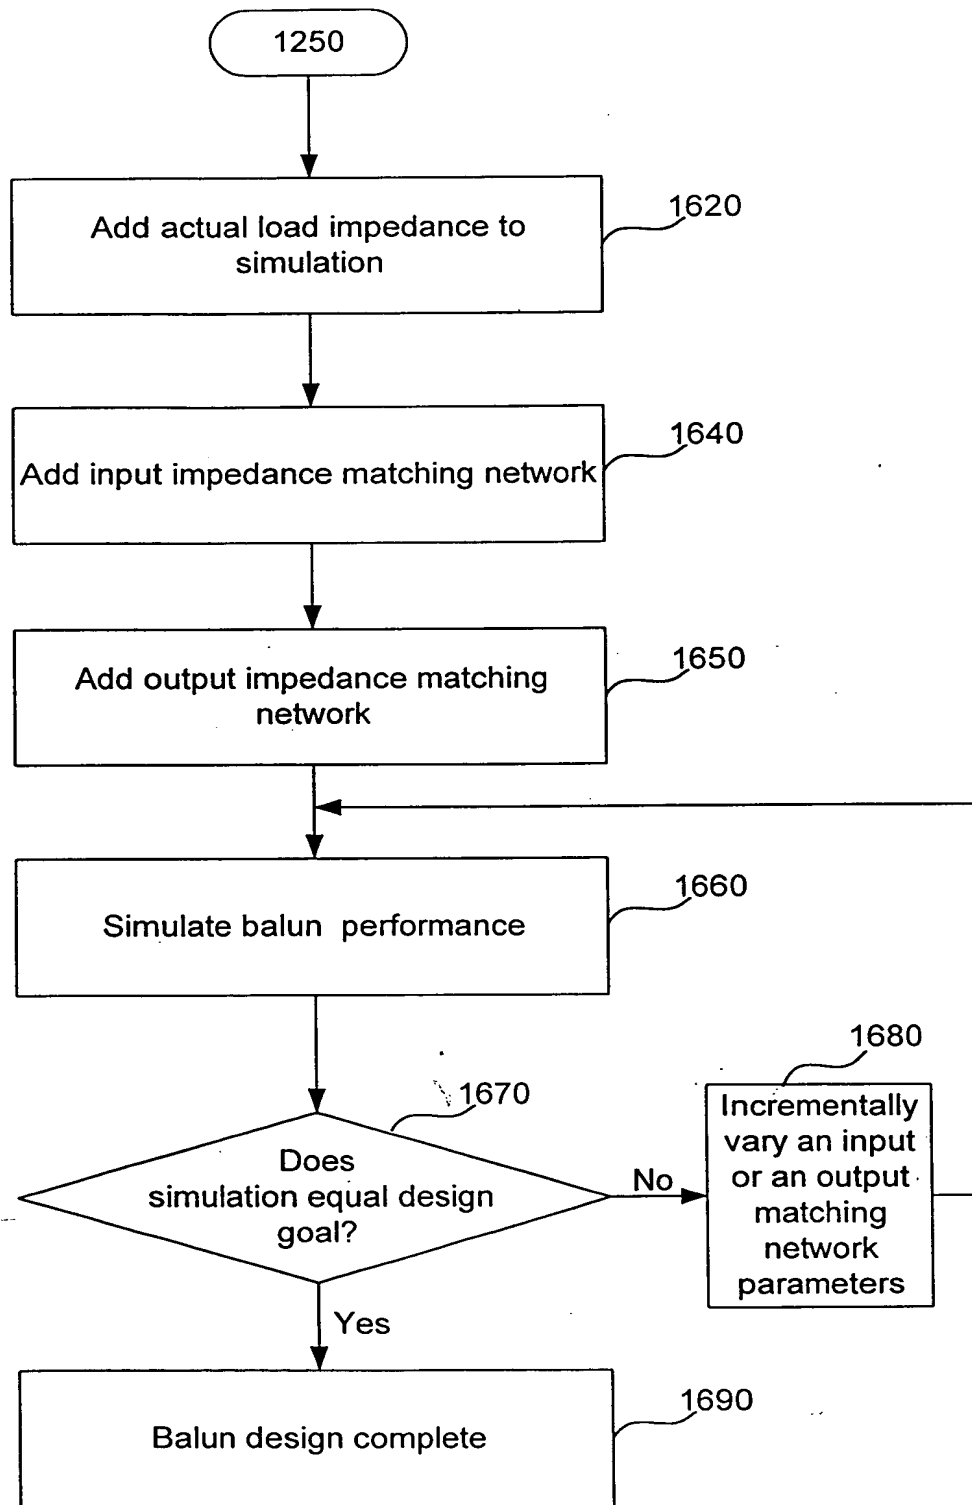 1250
1620
Add actual load impedance to
simulation
1640
Add input impedance matching network
1650
Add output impedance matching
network
1660
Simulate balun performance
1680
1670
Incrementally
vary an input
or an output
matching
network
parameters
Does
simulation equal design
goal?
No
Yes
1690
Balun design complete